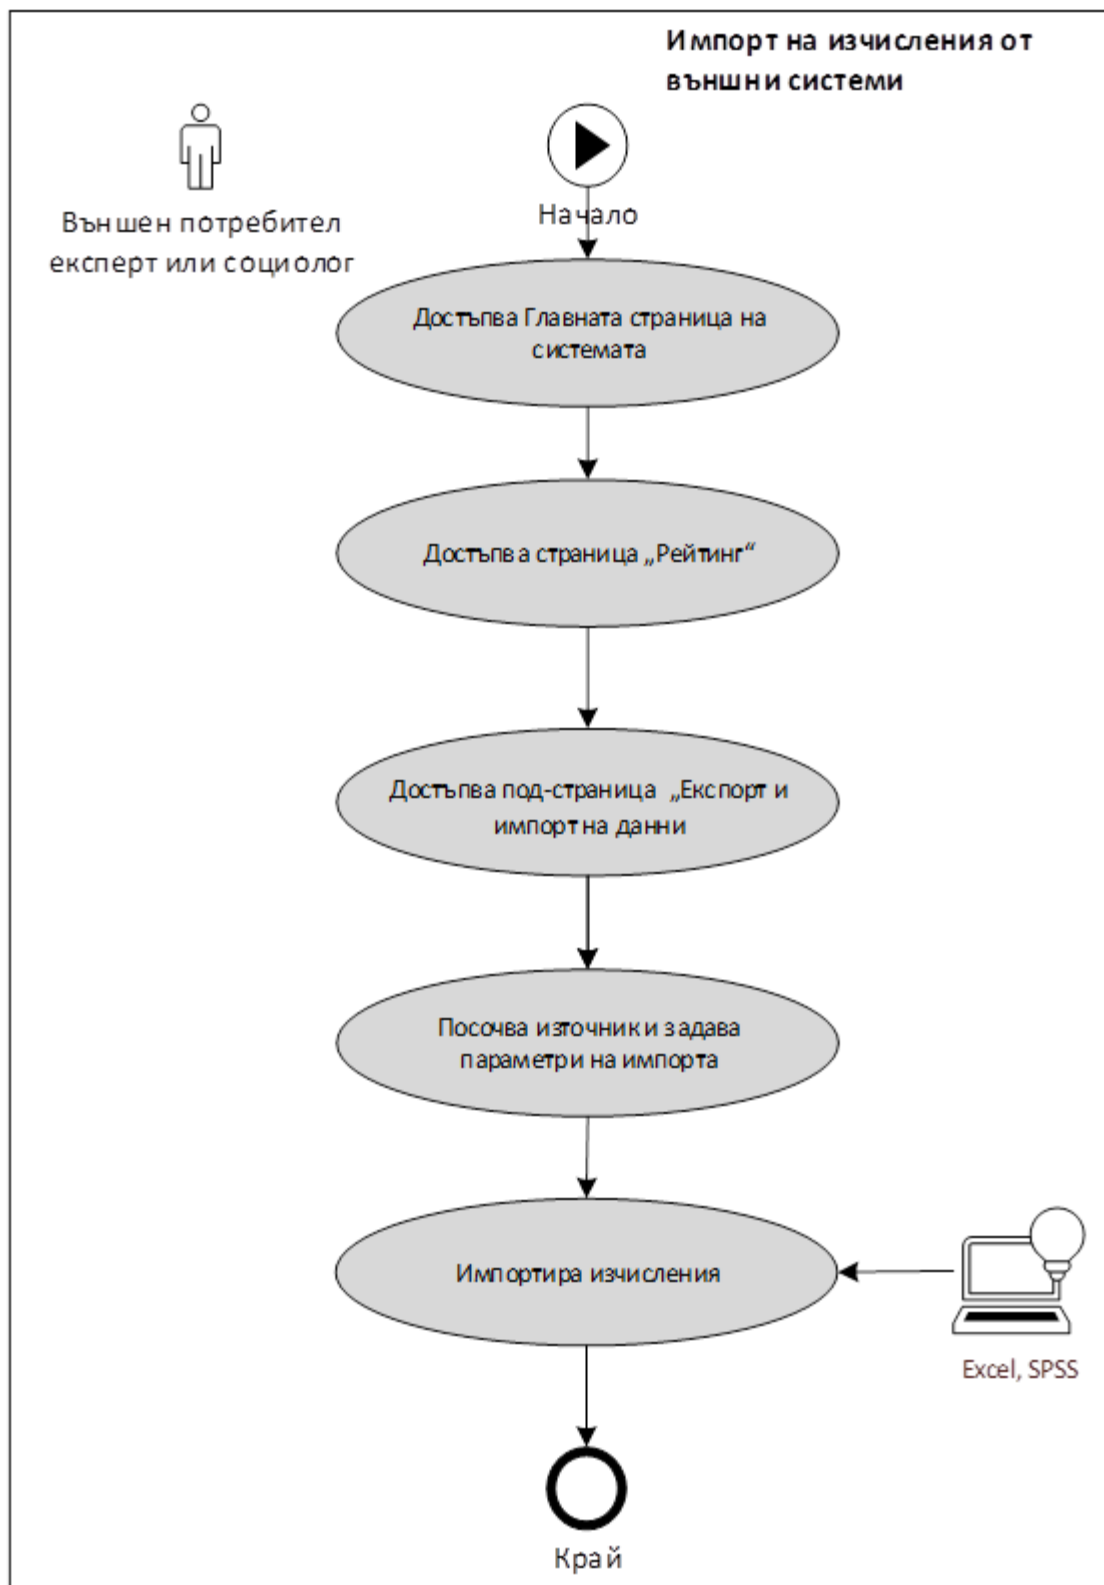 Импорт на изчисления от
външни системи
Външен потребител
експерт или социолог
Начало
Достъпва Главната страница на
системата
Достъпва страница „Рейтинг“
Достъпва под-страница „Експорт и
импорт на данни
Посочва източник и задава
параметри на импорта
Импортира изчисления
Excel, SPSS
Край